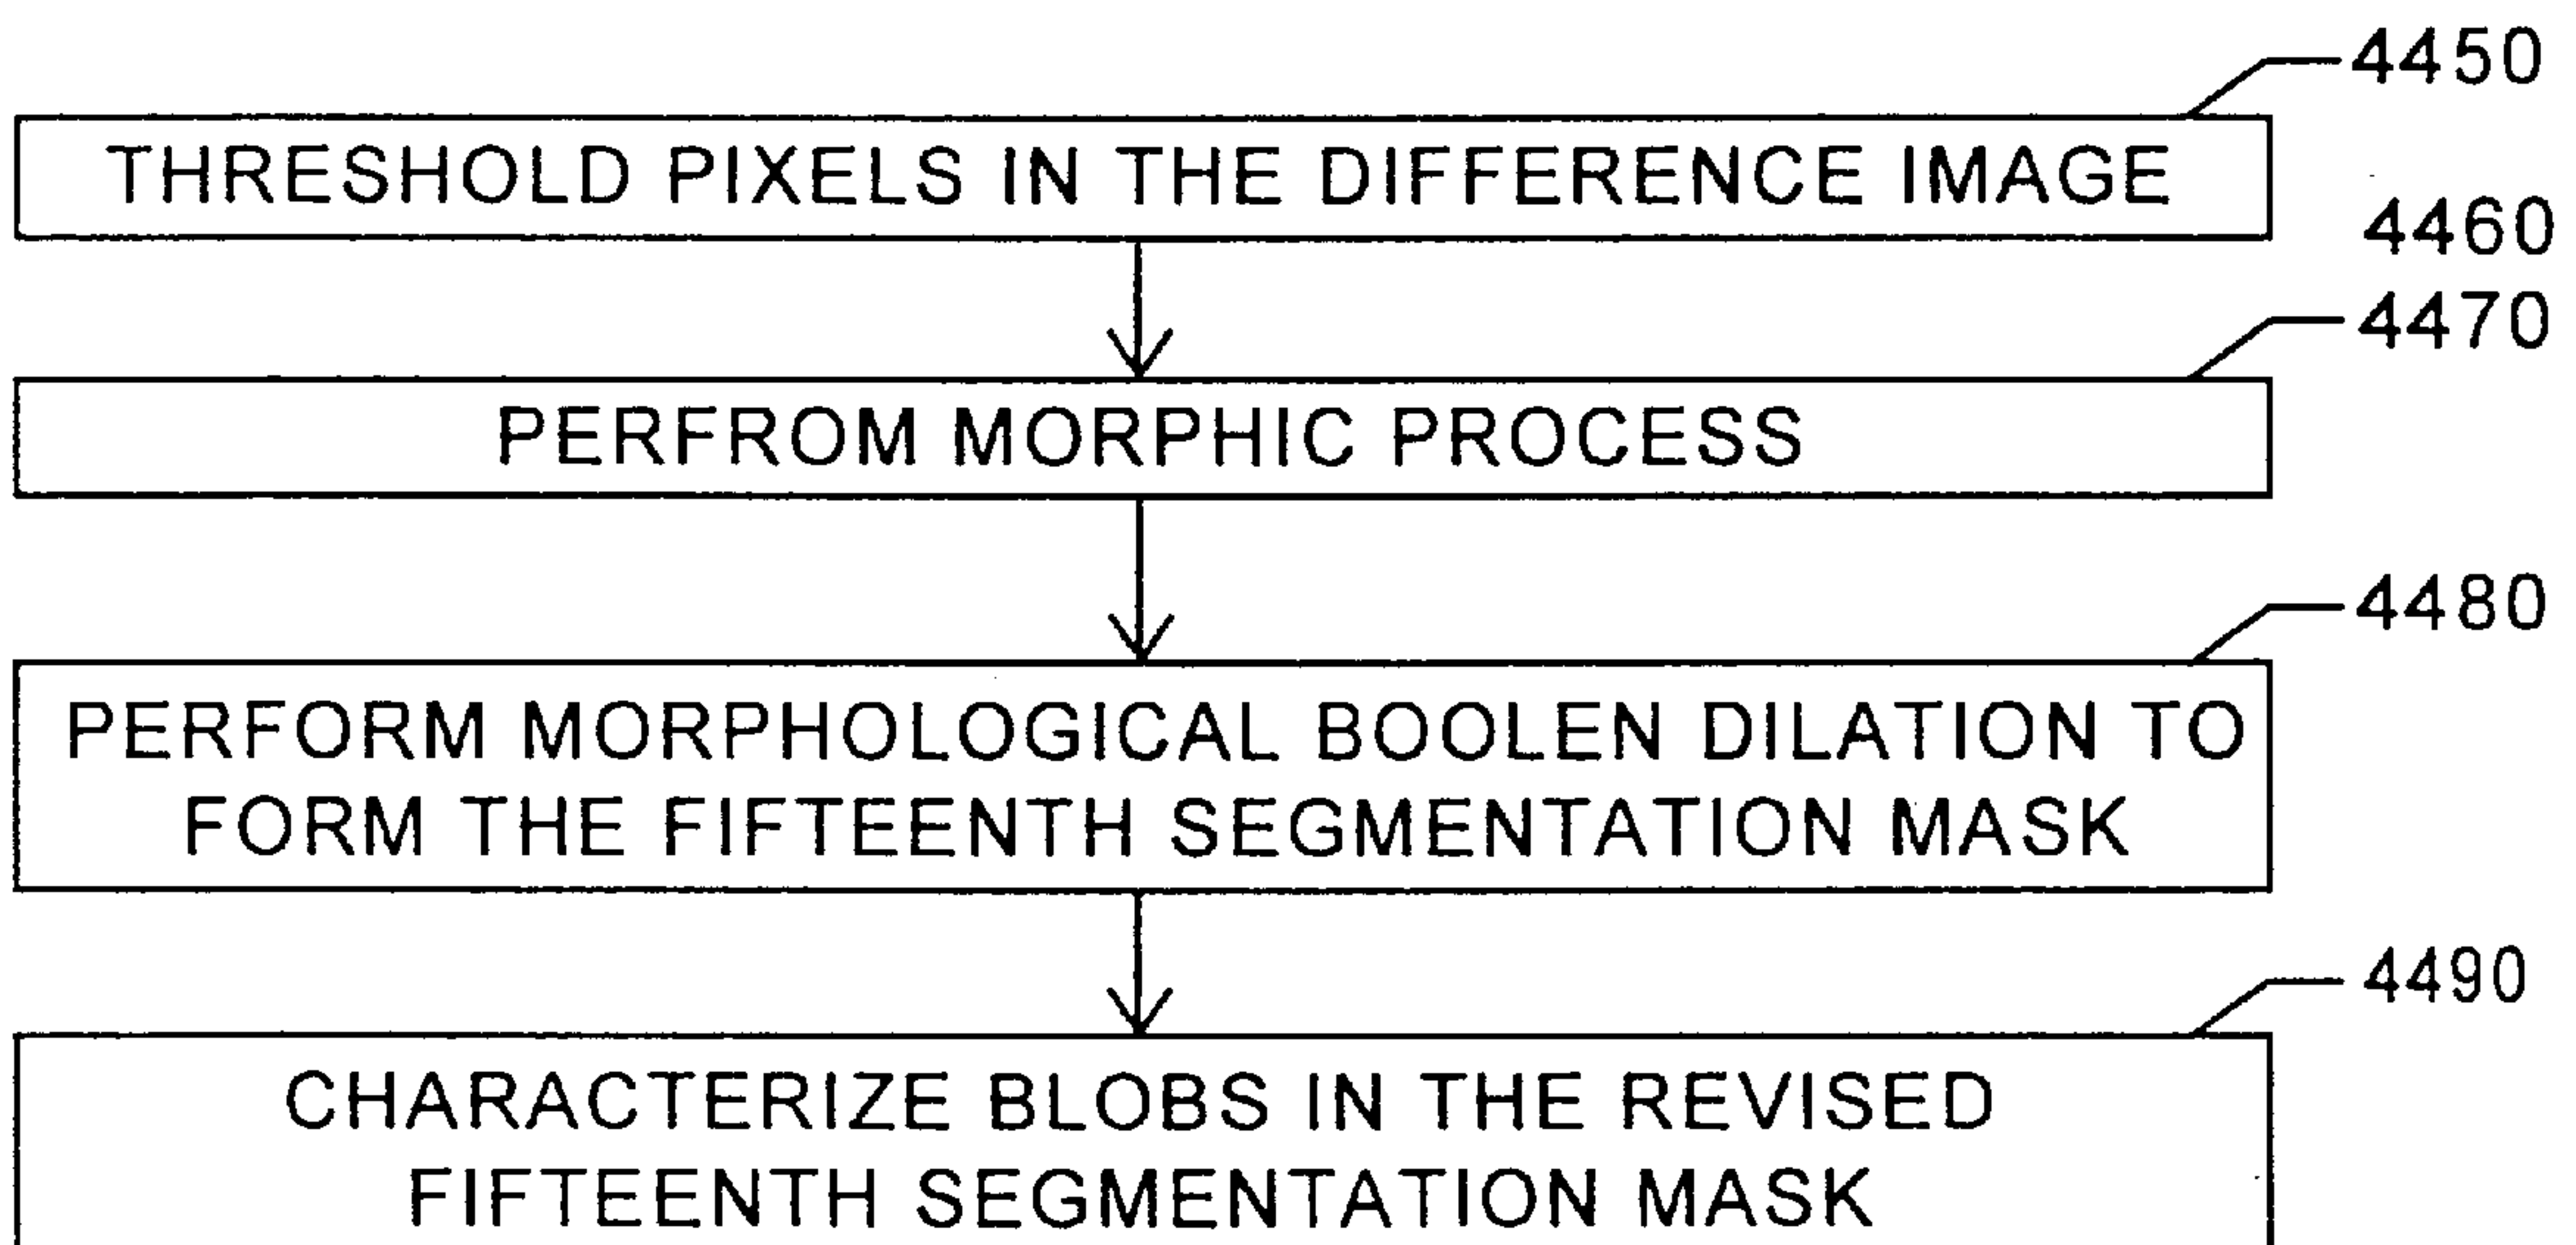 4450
THRESHOLD PIXELS IN THE DIFFERENCE IMAGE
4460
4470
PERFROM MORPHIC PROCESS
4480
PERFORM MORPHOLOGICAL BOOLEN DILATION TO
FORM THE FIFTEENTH SEGMENTATION MASK
4490
CHARACTERIZE BLOBS IN THE REVISED
FIFTEENTH SEGMENTATION MASK